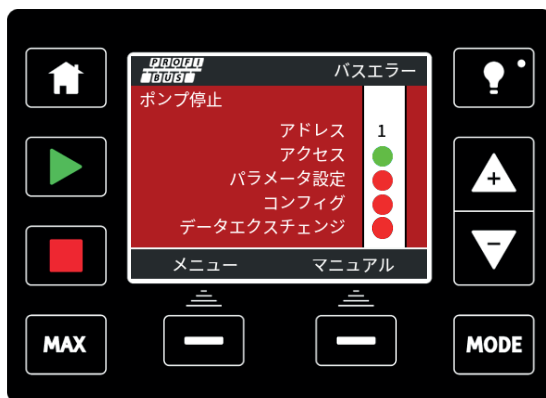 PROFI
BUS
バスエラー
ポンプ停止
アドレス 1
アクセス
パラメータ設定
コンフィグ
データエクスチェンジ
メニュー マニュアル
+
-
MAX
MODE